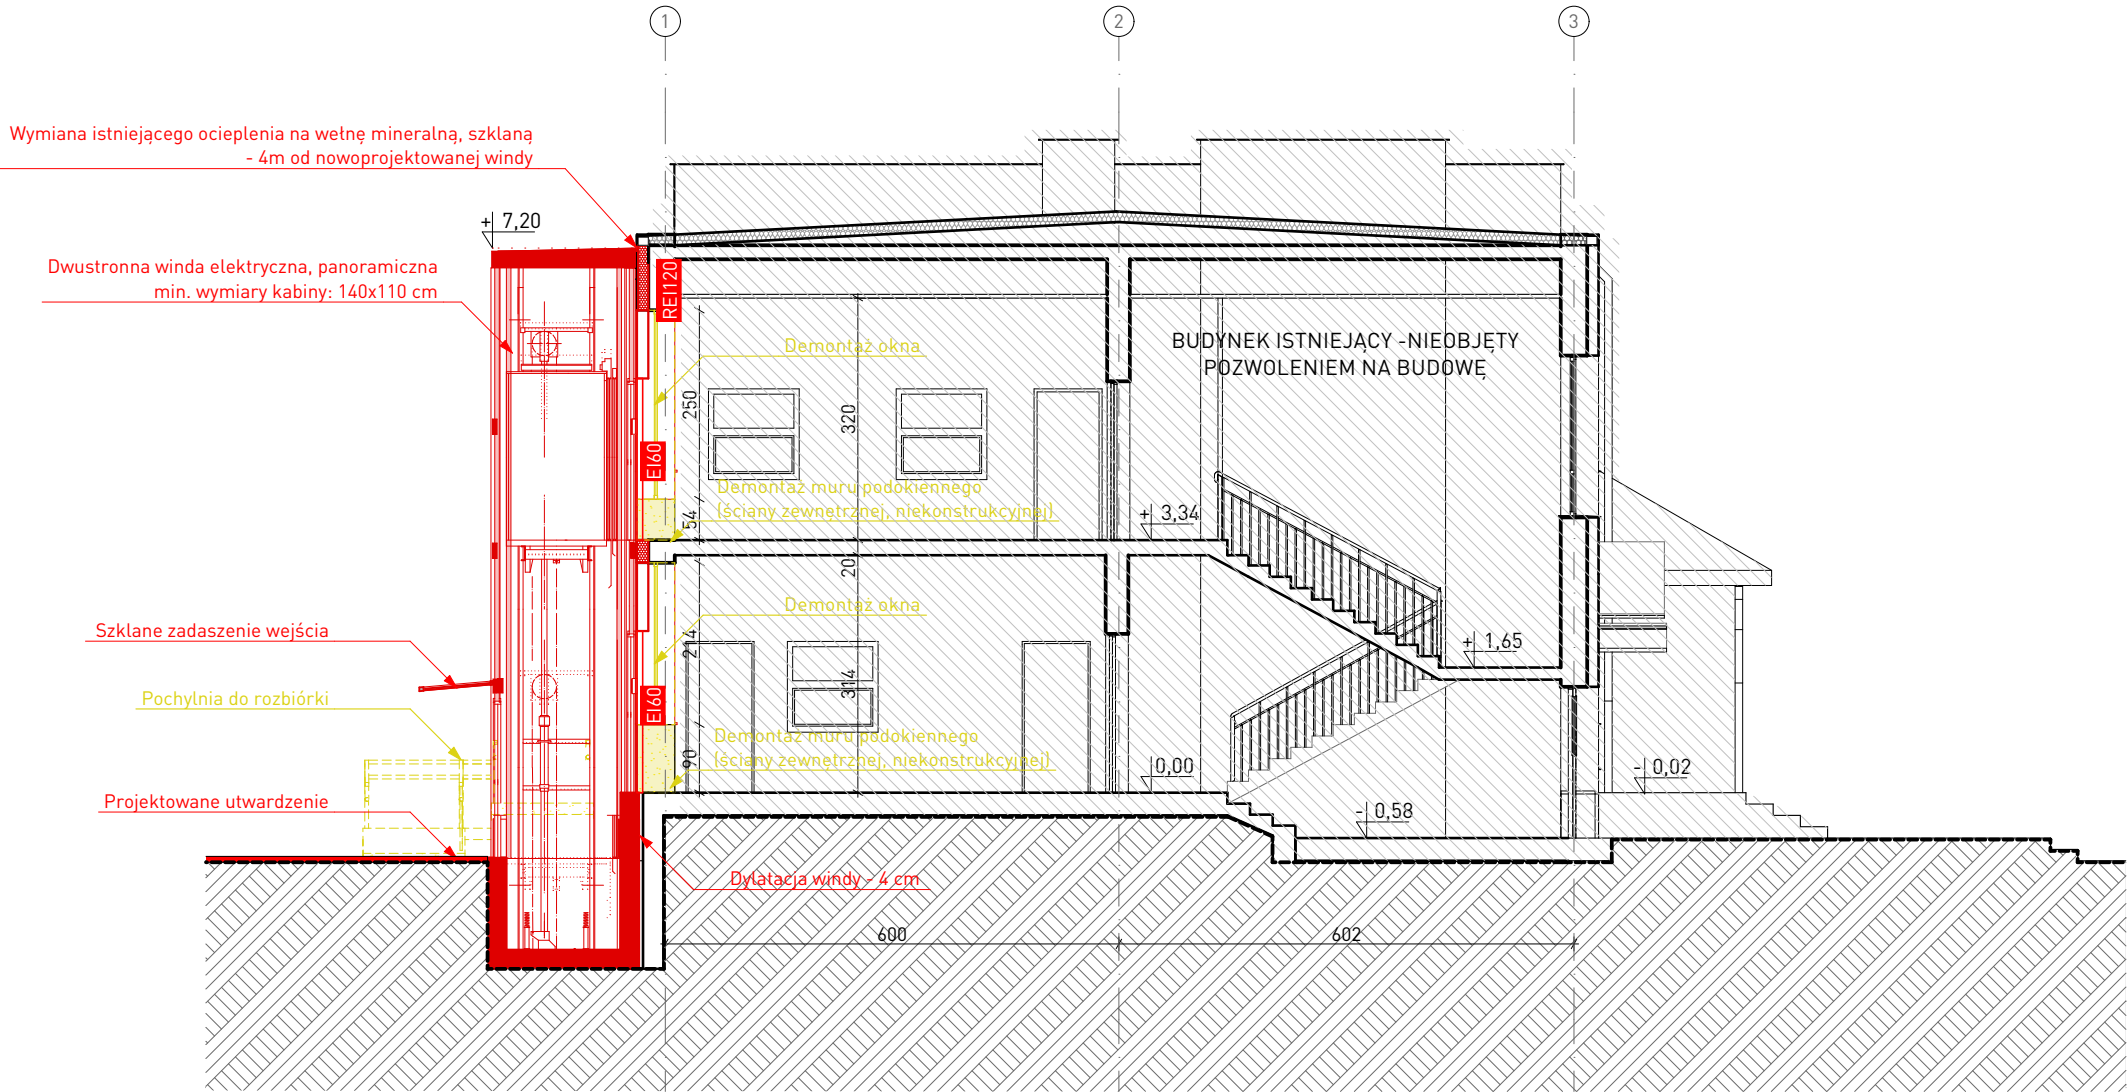 1
2
3
Wymiana istniejącego ocieplenia na wełnę mineralną, szklaną
- 4m od nowoprojektowanej windy
+ 7,20
Dwustronna winda elektryczna, panoramiczna
min. wymiary kabiny: 140x110 cm
REI120
Demontaż okna
BUDYNEK ISTNIEJĄCY -NIEOBJĘTY
POZWOLENIEM NA BUDOWĘ
250
320
EI60
Demontaż muru podokiennego
(ściany zewnętrznej, niekonstrukcyjnej)
54
+ 3,34
20
Demontaż okna
Szklane zadaszenie wejścia
214
+ 1,65
Pochylnia do rozbiórki
314
EI60
Demontaż muru podokiennego
(ściany zewnętrznej, niekonstrukcyjnej)
90
0,00
- 0,02
Projektowane utwardzenie
- 0,58
Dylatacja windy - 4 cm
600
602